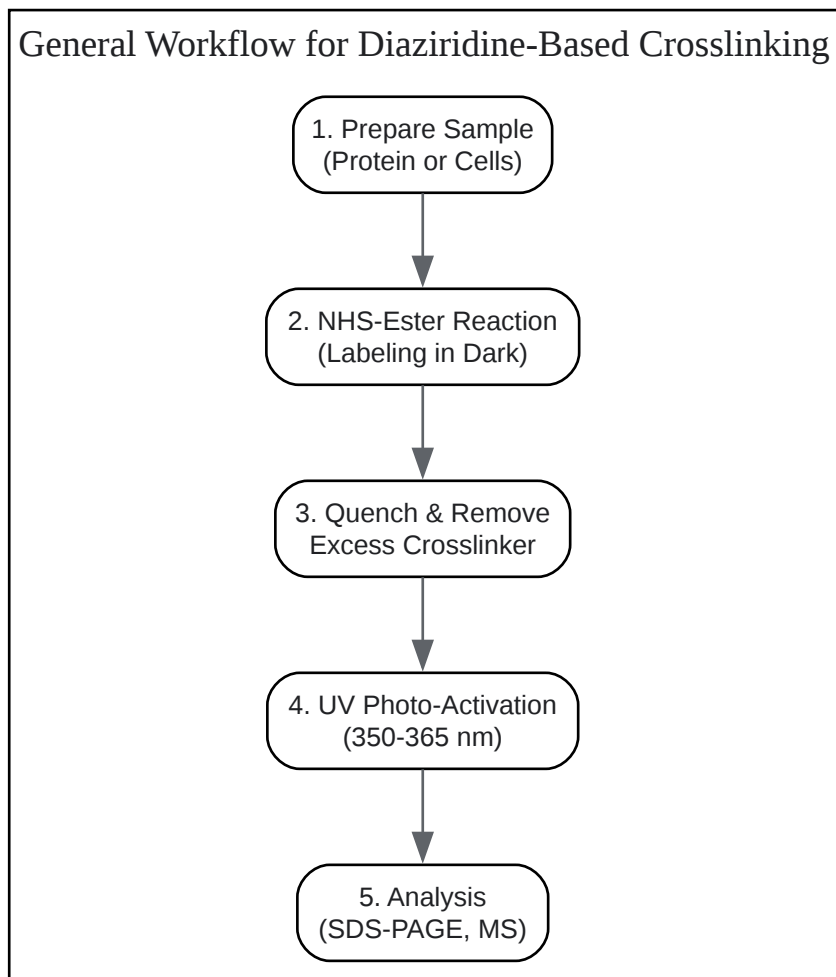 General Workflow for Diaziridine-Based Crosslinking
1. Prepare Sample
(Protein or Cells)
2. NHS-Ester Reaction
(Labeling in Dark)
3. Quench & Remove
Excess Crosslinker
4. UV Photo-Activation
(350-365 nm)
5. Analysis
(SDS-PAGE, MS)